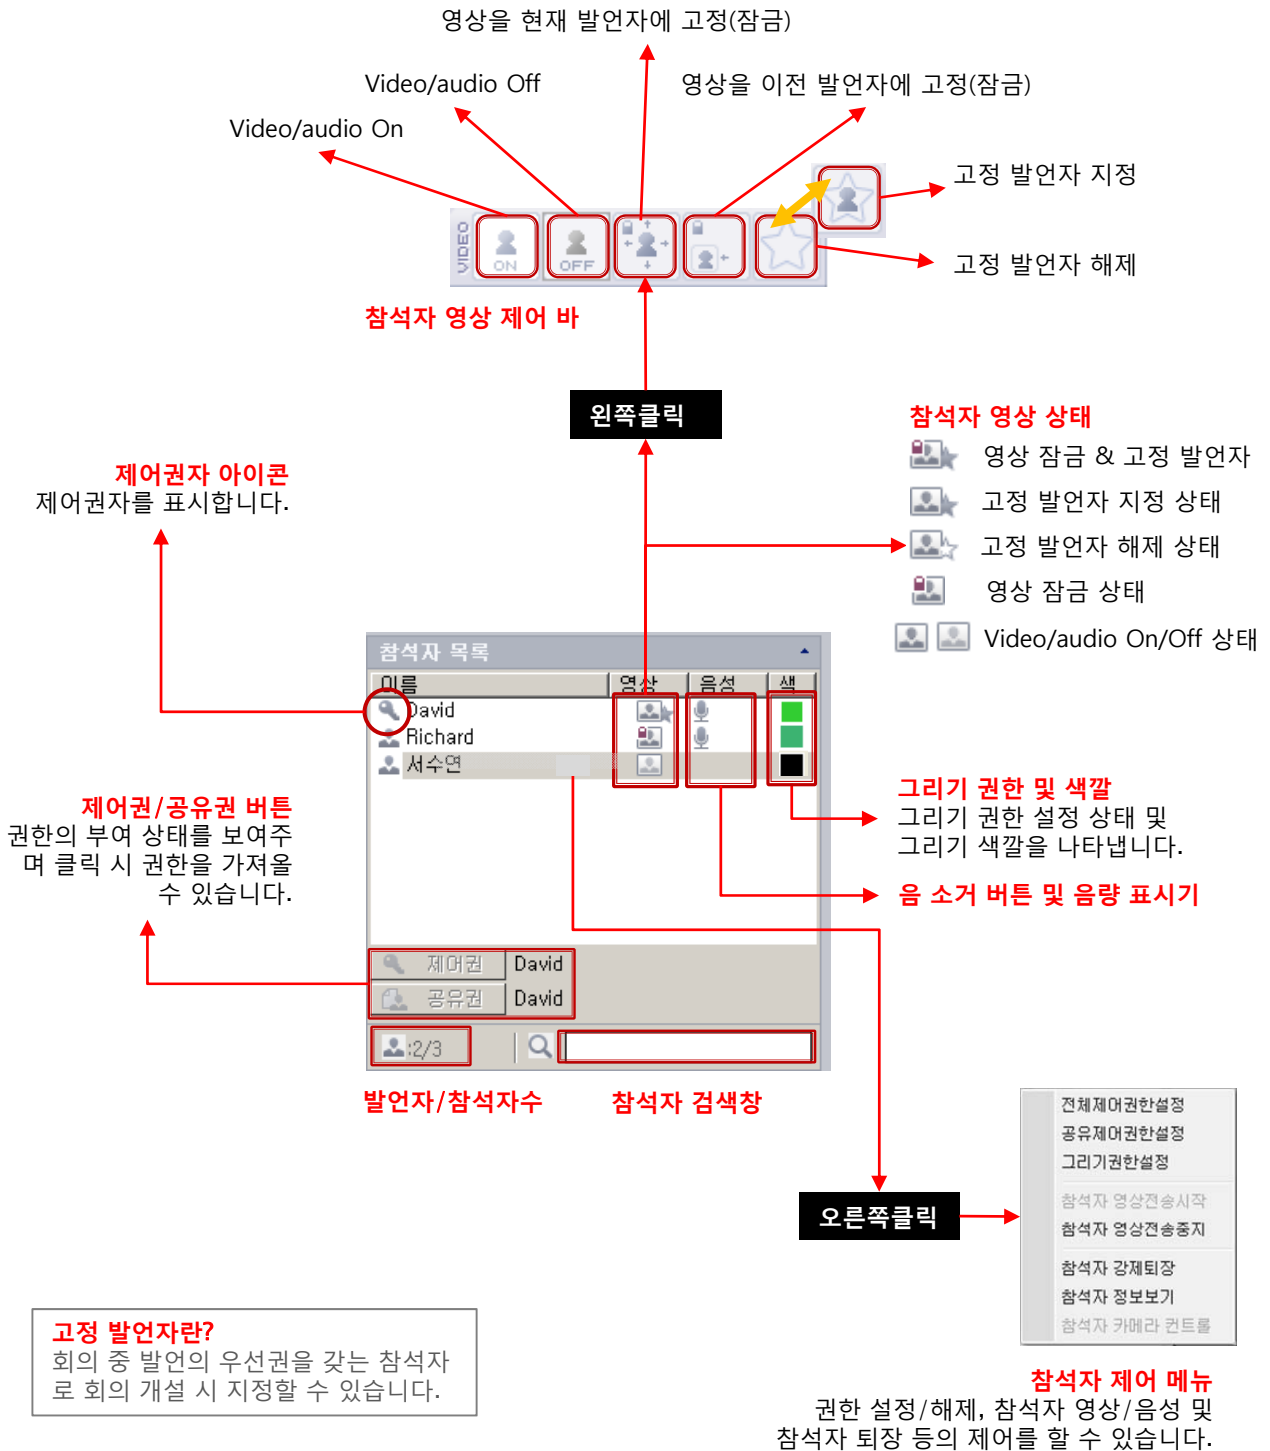 영상을 현재 발언자에 고정(잠금)
Video/audio Off
영상을 이전 발언자에 고정(잠금)
Video/audio On
고정 발언자 지정
VIDEO
ON
OFF
고정 발언자 해제
참석자 영상 제어 바
왼쪽클릭
참석자 영상 상태
영상 잠금 & 고정 발언자
고정 발언자 지정 상태
고정 발언자 해제 상태
영상 잠금 상태
Video/audio On/Off 상태
제어권자 아이콘
제어권자를 표시합니다.
참석자 목록
이름 영상 음성 색
David
Richard
서수연
제어권/공유권 버튼
권한의 부여 상태를 보여주
며 클릭 시 권한을 가져올
수 있습니다.
그리기 권한 및 색깔
그리기 권한 설정 상태 및
그리기 색깔을 나타냅니다.
음 소거 버튼 및 음량 표시기
제어권 David
공유권 David
:2/3
발언자/참석자수
참석자 검색창
오른쪽클릭
전체제어권한설정
공유제어권한설정
그리기권한설정
참석자 영상전송시작
참석자 영상전송중지
참석자 강제퇴장
참석자 정보보기
참석자 카메라 컨트롤
고정 발언자란?
회의 중 발언의 우선권을 갖는 참석자
로 회의 개설 시 지정할 수 있습니다.
참석자 제어 메뉴
권한 설정/해제, 참석자 영상/음성 및
참석자 퇴장 등의 제어를 할 수 있습니다.